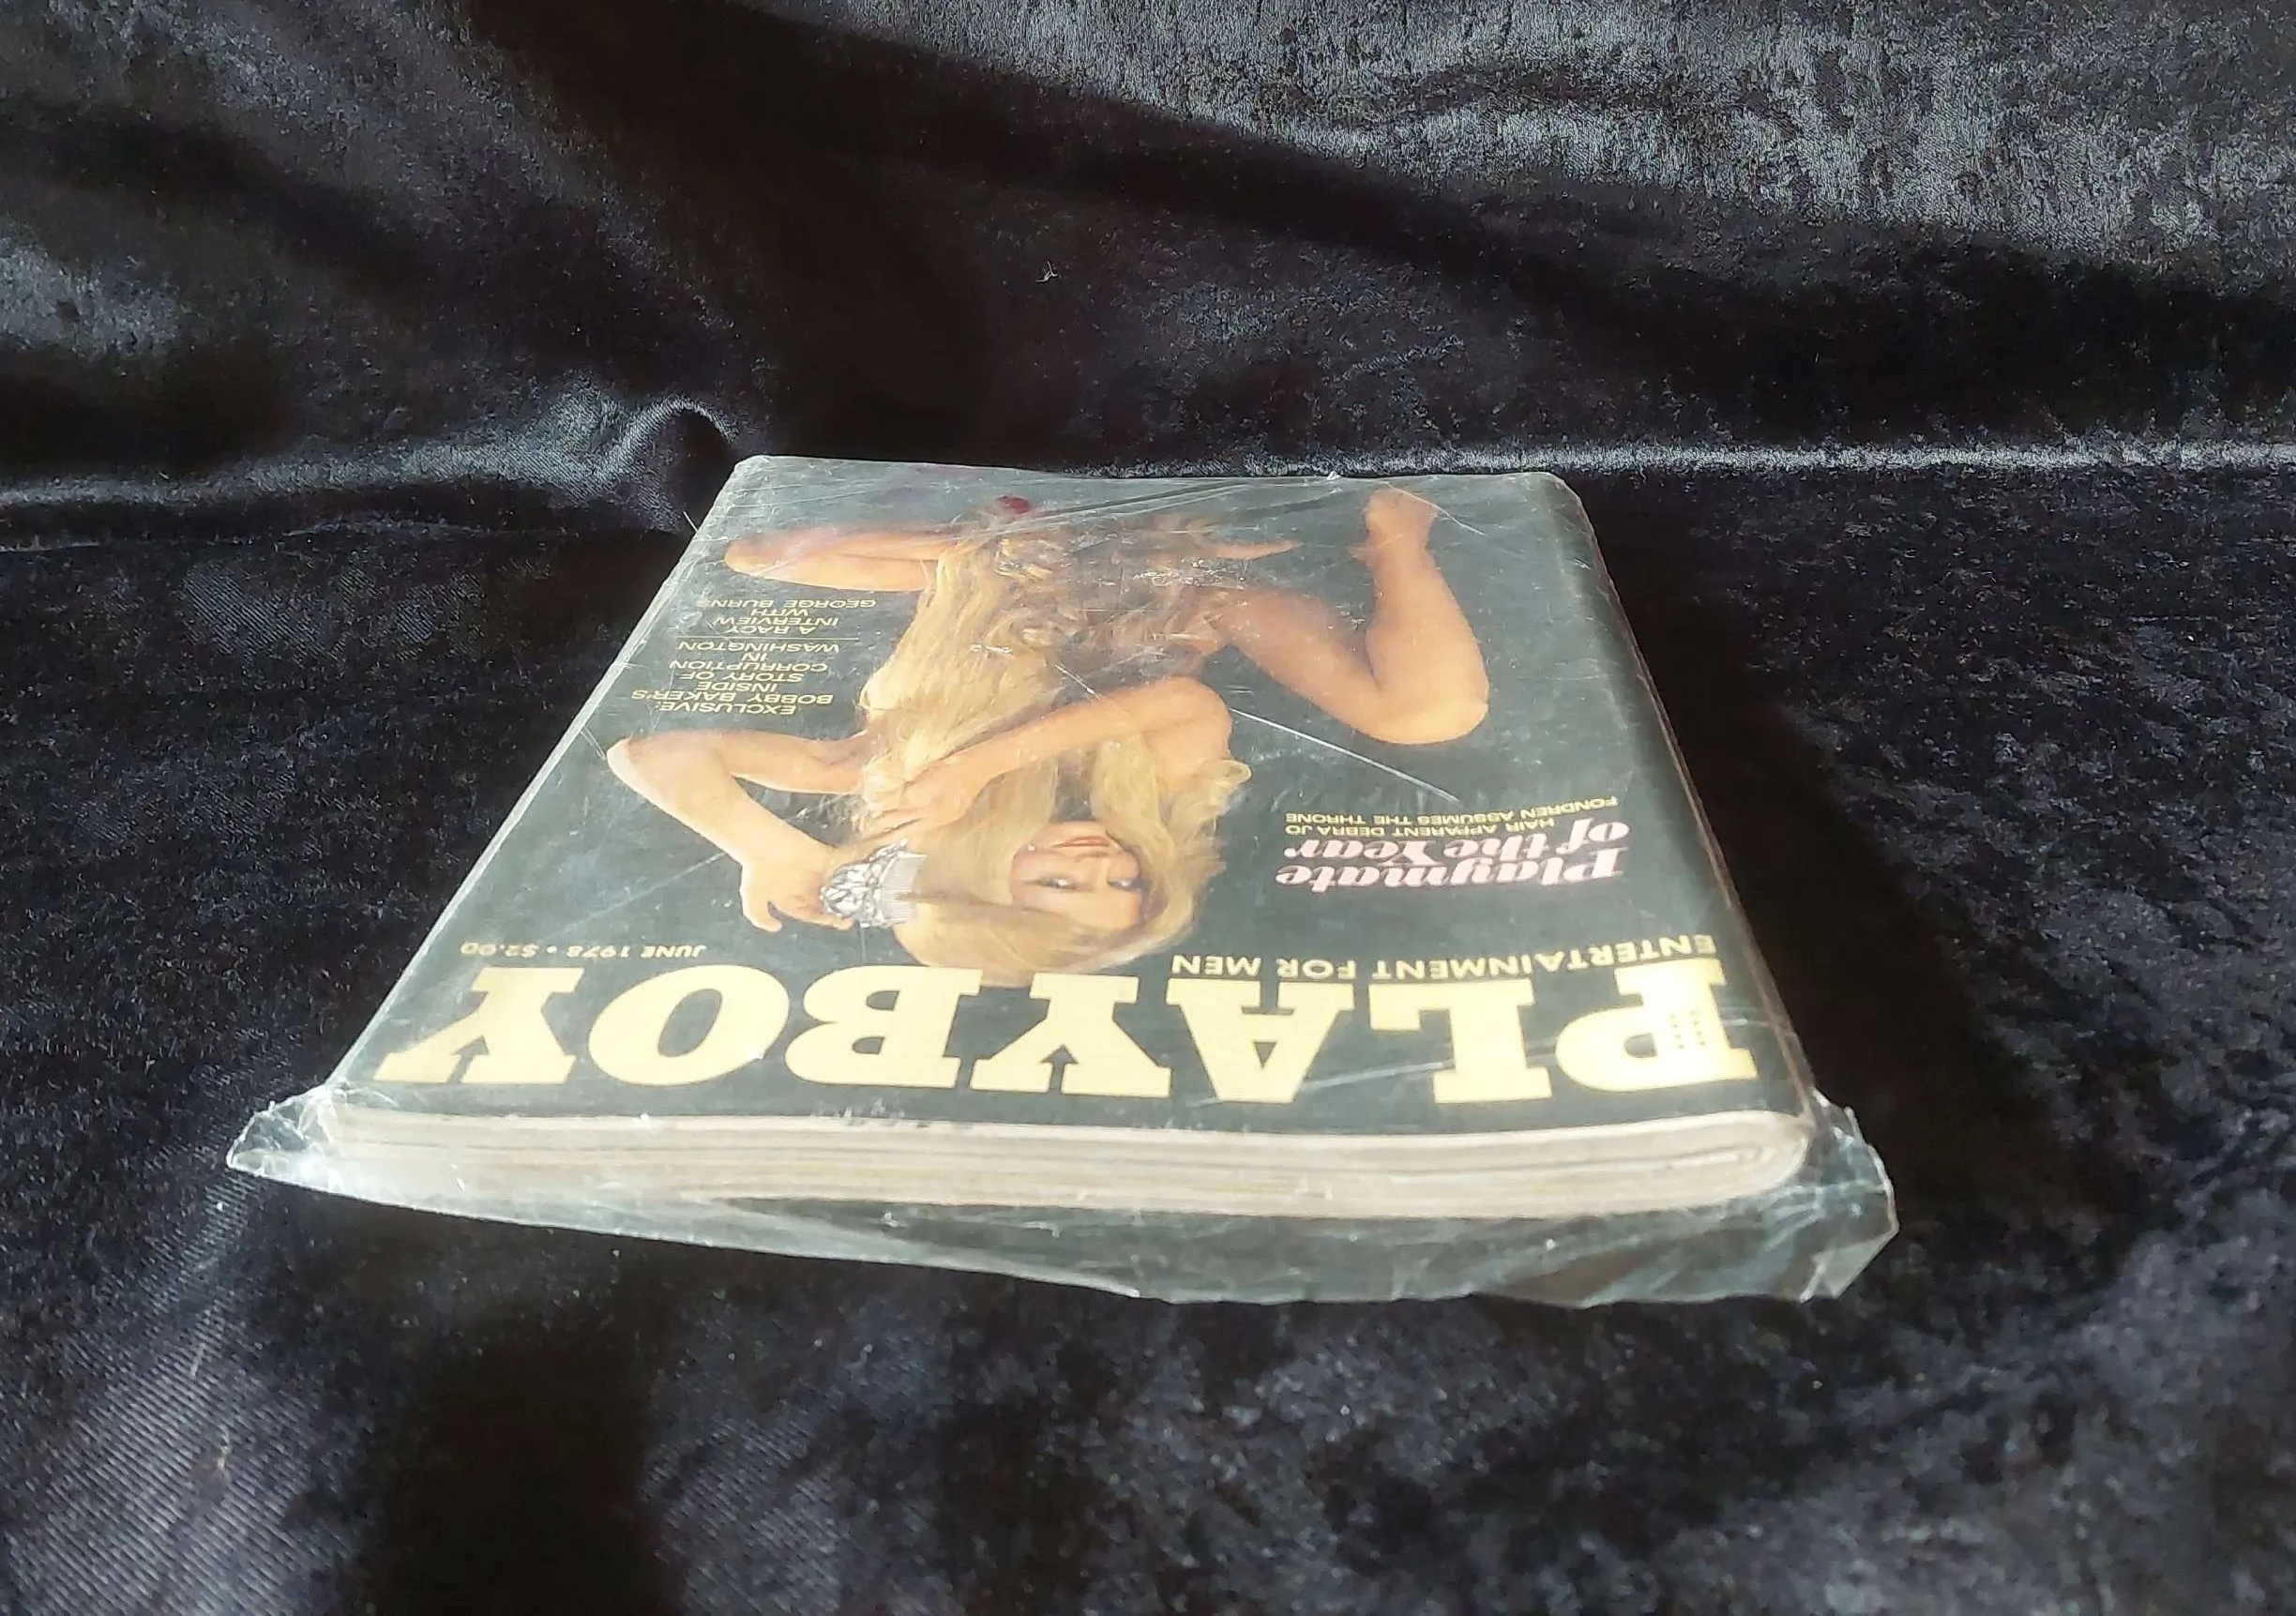 PLAYBOY
ENTERTAINMENT FOR MEN
JUNE 1978 • $2.00
Playmate
of the Year
HAIR APPARENT DEBRA JO
FONDREN ASSUMES THE THRONE
EXCLUSIVE:
BOBBY BAKER'S
INSIDE
STORY OF
CORRUPTION
IN
WASHINGTON
A RACY
INTERVIEW
WITH
GEORGE BURNS